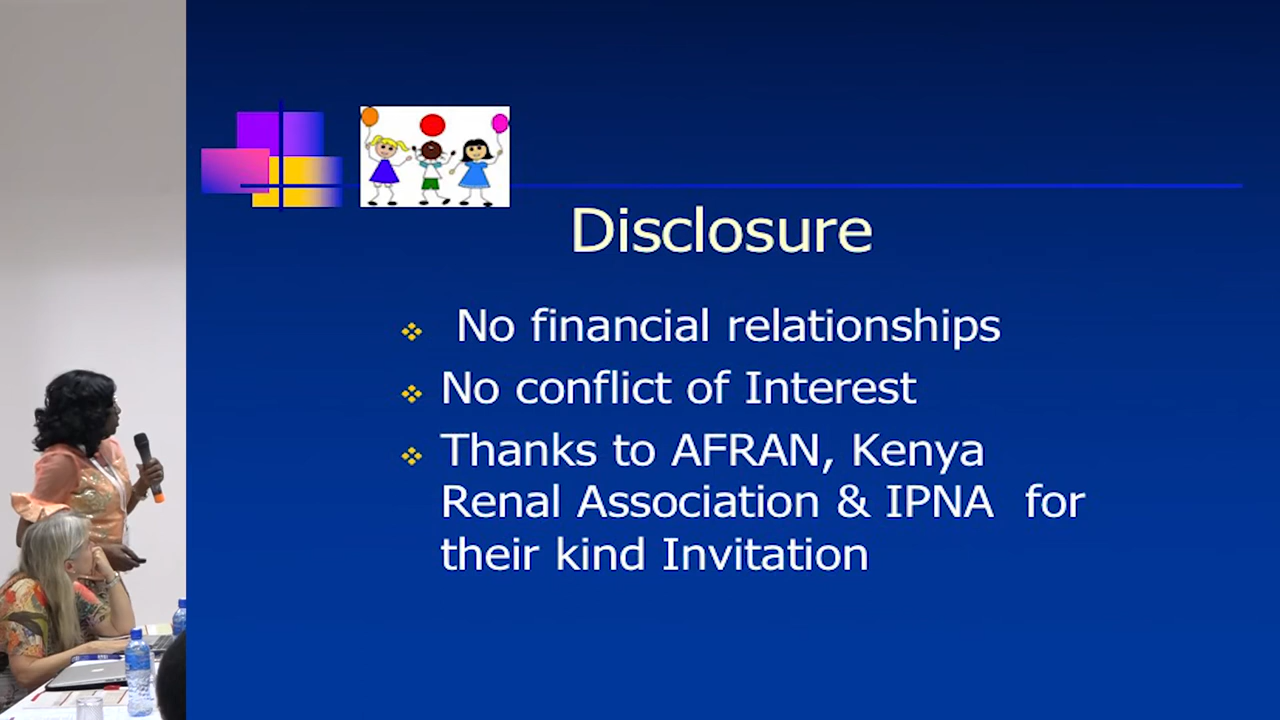 Disclosure
No financial relationships
No conflict of Interest
Thanks to AFRAN, Kenya
Renal Association & IPNA for
their kind Invitation